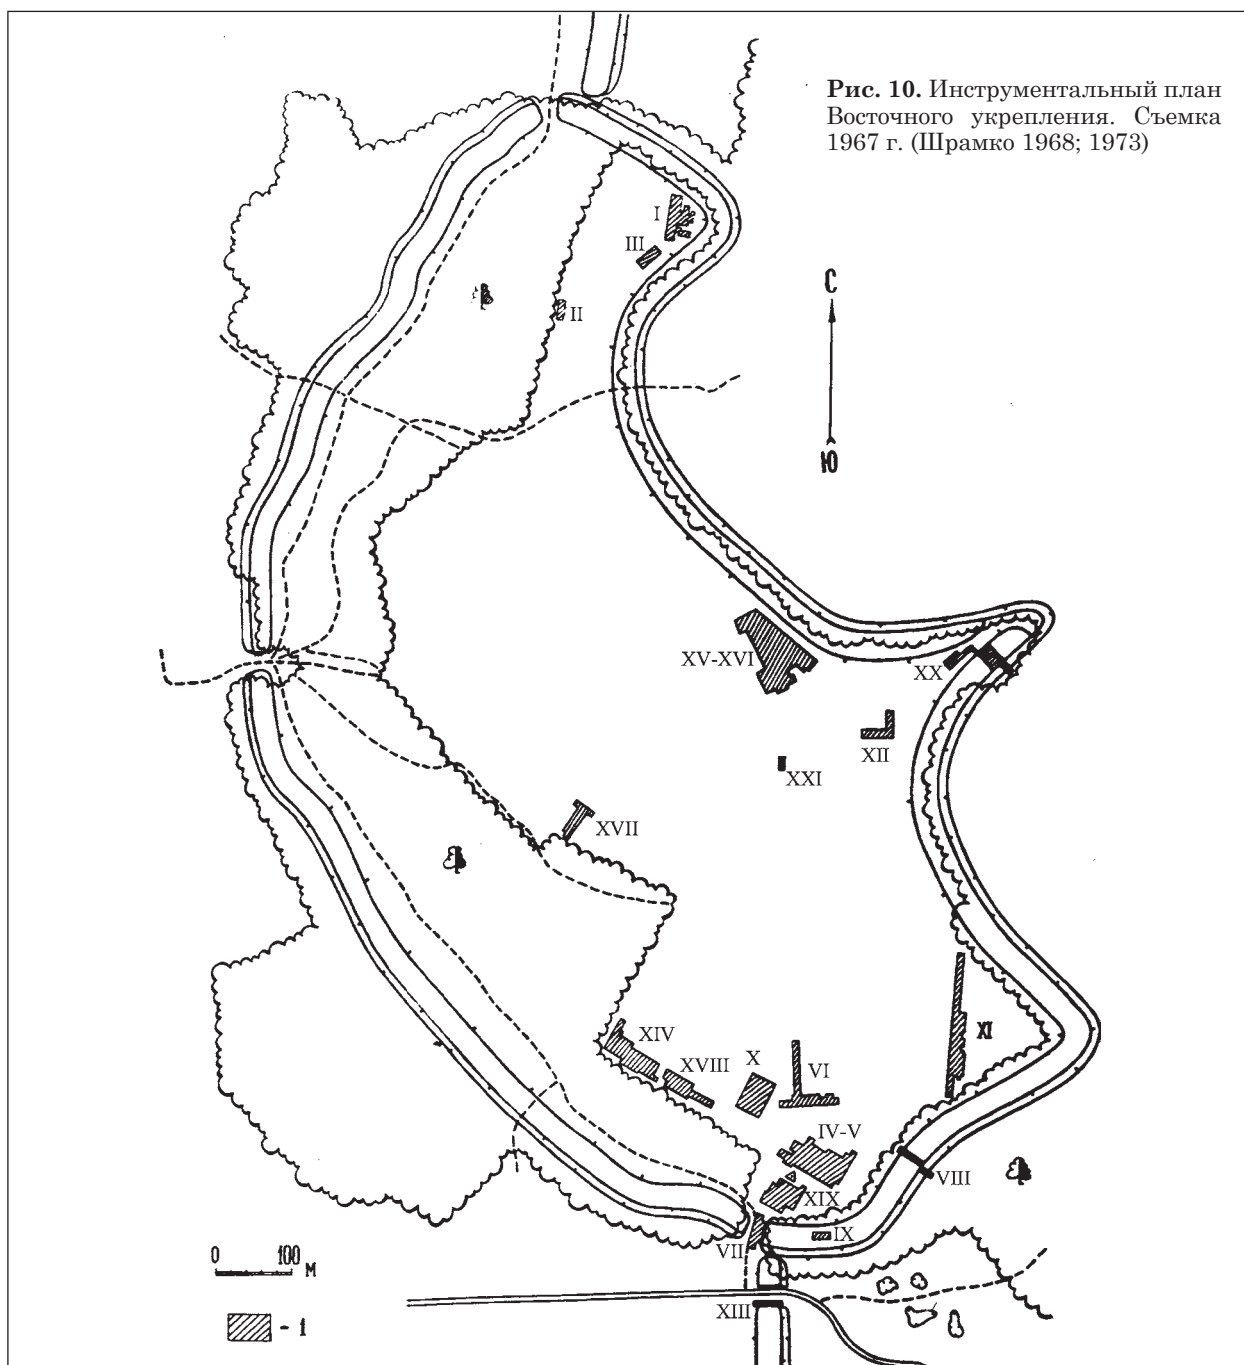 Рис. 10. Инструментальный план
Восточного укрепления. Съемка
1967 г. (Шрамко 1968; 1973)
I
III
II
С
Ю
XV-XVI
XX
XII
XXI
XVII
XIV
XVIII
X
VI
XI
IV-V
VIII
XIX
IX
VII
XIII
0 100 М
- 1